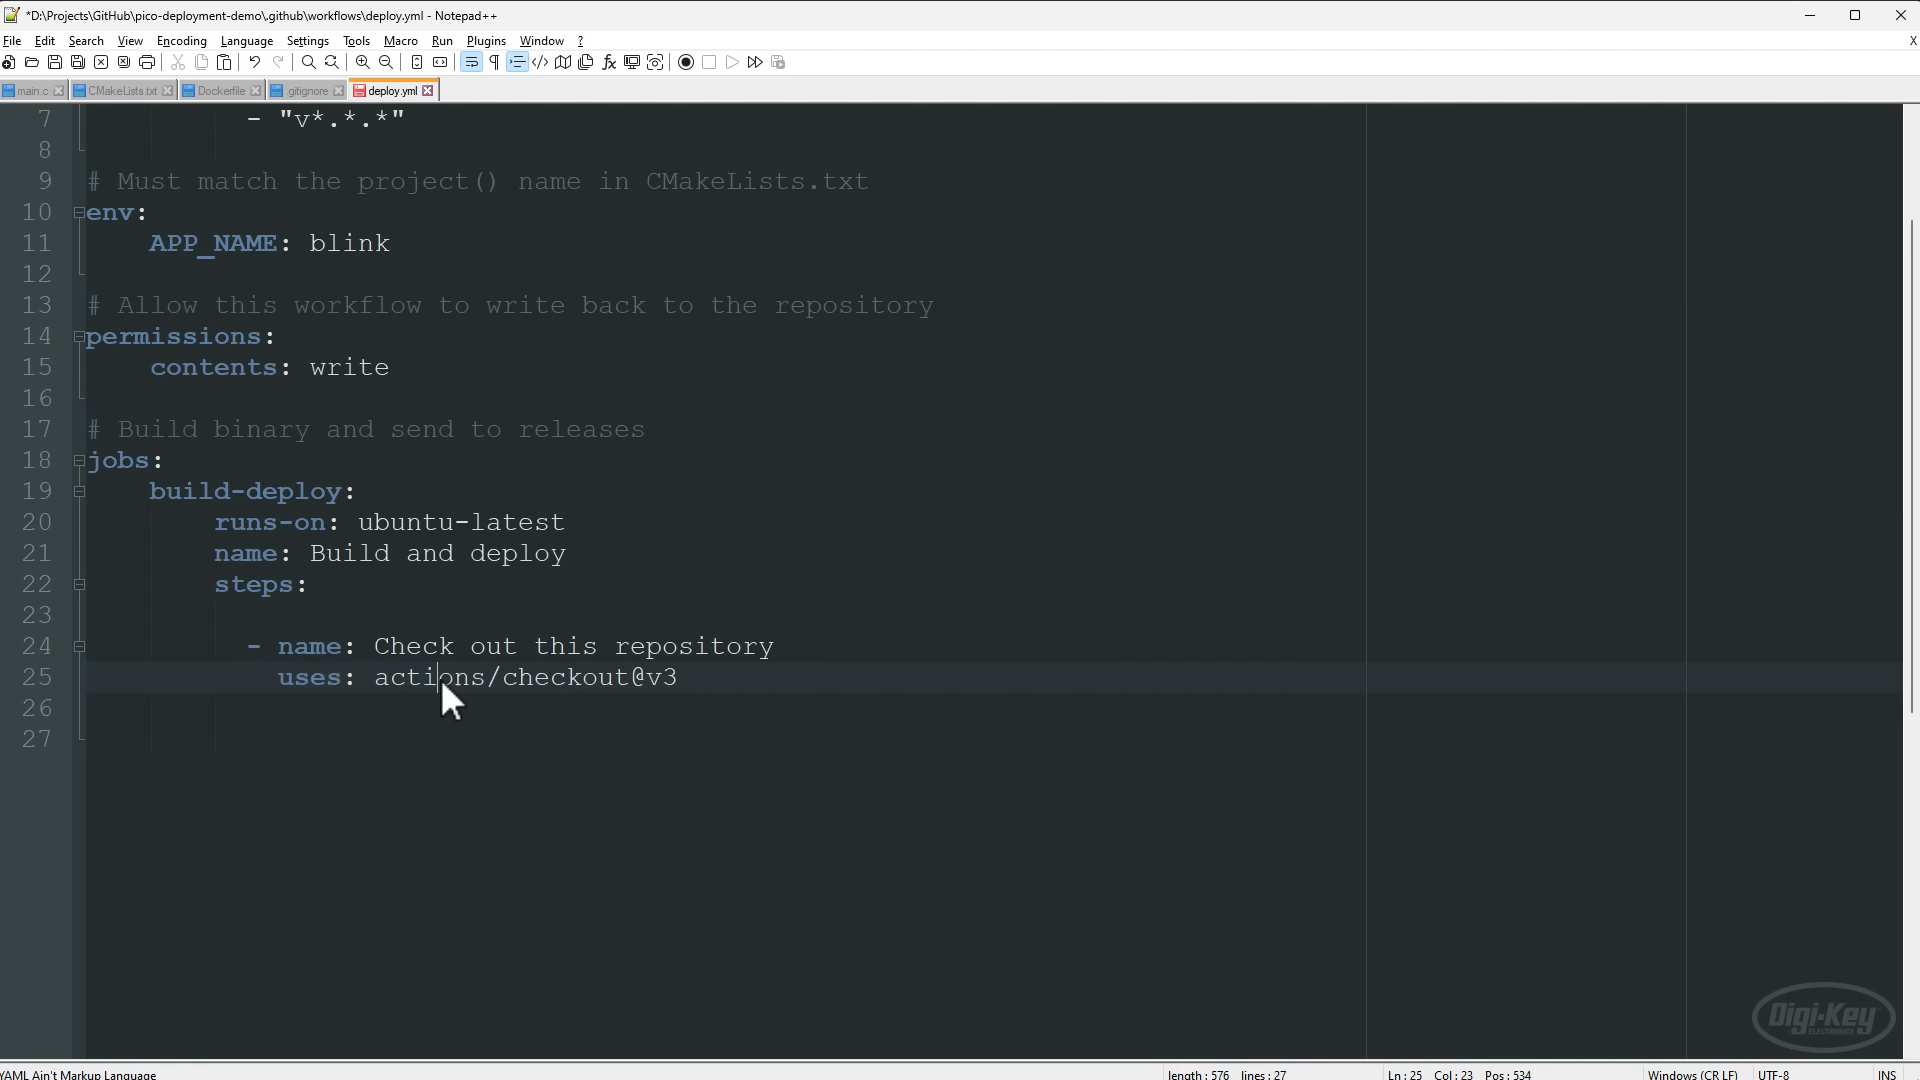 *D:\Projects\GitHub\pico-deployment-demo\.github\workflows\deploy.yml - Notepad++
File Edit Search View Encoding Language Settings Tools Macro Run Plugins Window ? X
main.c CMakeLists.txt Dockerfile .gitignore deploy.yml
7 - "v*.*.*"
8
9 # Must match the project() name in CMakeLists.txt
10 env:
11 APP_NAME: blink
12
13 # Allow this workflow to write back to the repository
14 permissions:
15 contents: write
16
17 # Build binary and send to releases
18 jobs:
19 build-deploy:
20 runs-on: ubuntu-latest
21 name: Build and deploy
22 steps:
23
24 - name: Check out this repository
25 uses: actions/checkout@v3
26
27
Digi-Key
ELECTRONICS
YAML Ain't Markup Language length : 576 lines : 27 Ln : 25 Col : 23 Pos : 534 Windows (CR LF) UTF-8 INS